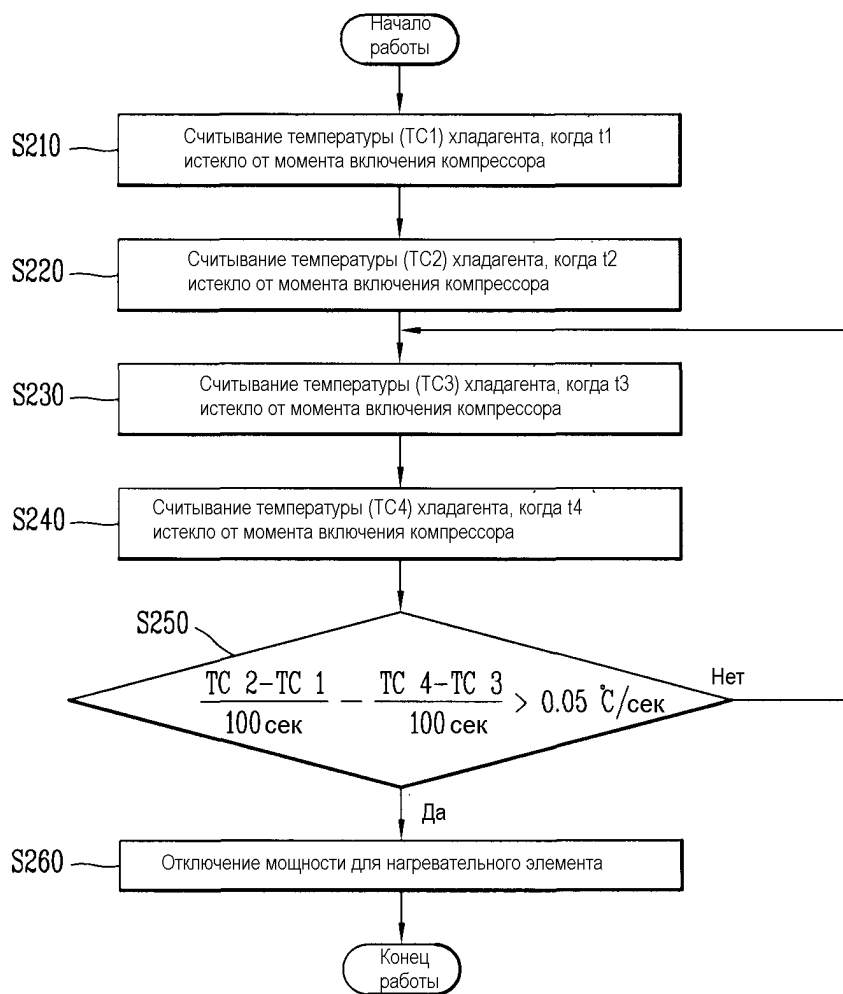 Начало
работы
S210
Считывание температуры (TC1) хладагента, когда t1
истекло от момента включения компрессора
S220
Считывание температуры (TC2) хладагента, когда t2
истекло от момента включения компрессора
S230
Считывание температуры (TC3) хладагента, когда t3
истекло от момента включения компрессора
S240
Считывание температуры (TC4) хладагента, когда t4
истекло от момента включения компрессора
S250
Нет
TC 2-TC 1 / 100 сек - TC 4-TC 3 / 100 сек > 0.05 °C/сек
Да
S260
Отключение мощности для нагревательного элемента
Конец
работы